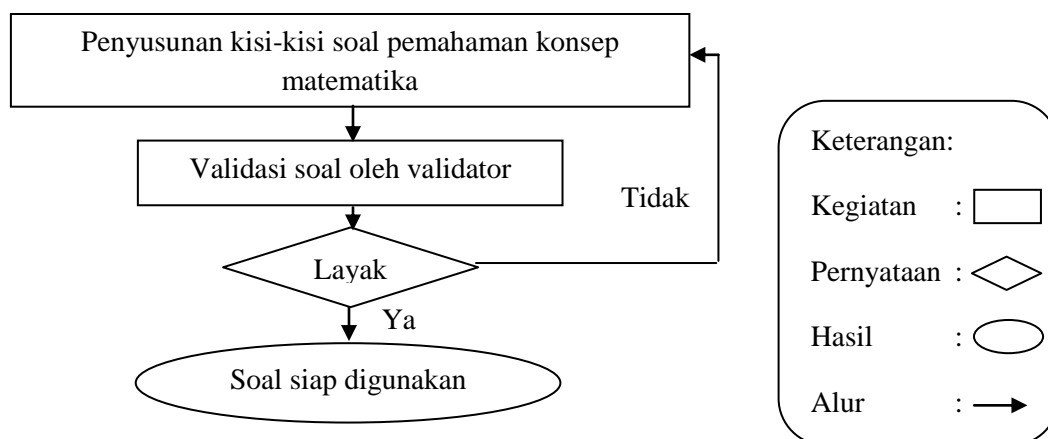 Penyusunan kisi-kisi soal pemahaman konsep
matematika
Validasi soal oleh validator
Tidak
Layak
Ya
Soal siap digunakan
Keterangan:
Kegiatan :
Pernyataan :
Hasil :
Alur :